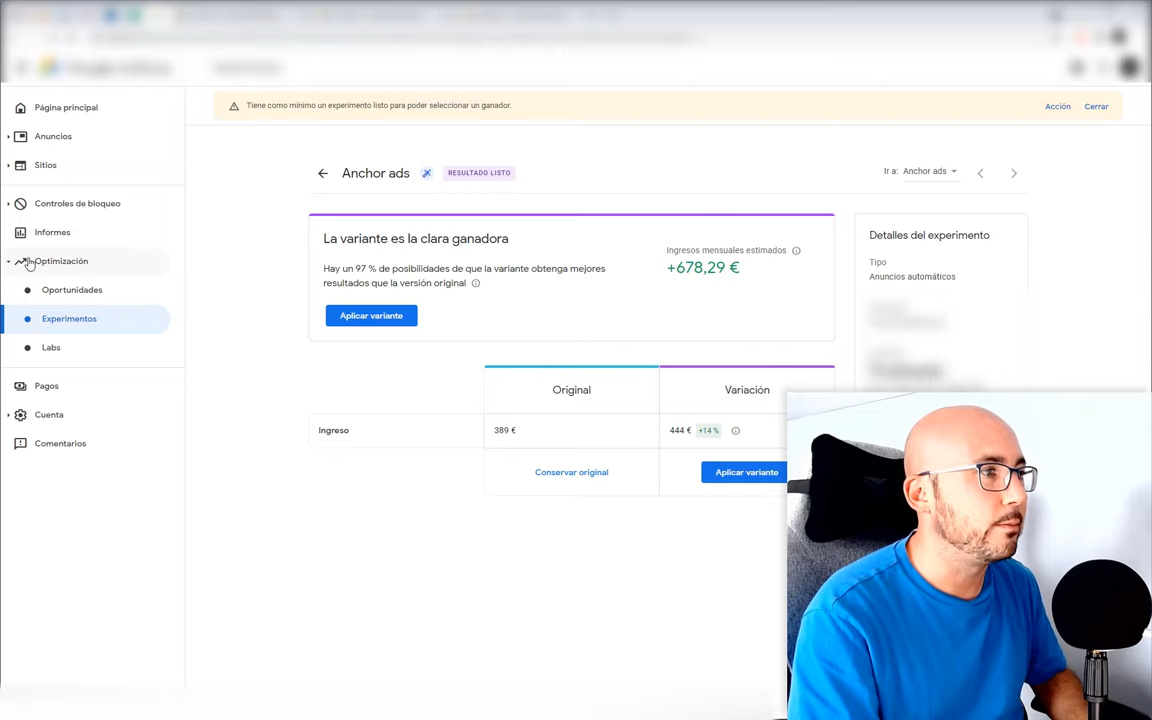 Página principal
Anuncios
Sitios
Controles de bloqueo
Informes
Optimización
Oportunidades
Experimentos
Labs
Pagos
Cuenta
Comentarios
Tiene como mínimo un experimento listo para poder seleccionar un ganador.
Acción
Cerrar
Anchor ads
RESULTADO LISTO
Ir a:
Anchor ads
La variante es la clara ganadora
Hay un 97 % de posibilidades de que la variante obtenga mejores
resultados que la versión original
Aplicar variante
Ingresos mensuales estimados
+678,29 €
Detalles del experimento
Tipo
Anuncios automáticos
Original
Variación
Ingreso
389 €
444 €
+14 %
Conservar original
Aplicar variante